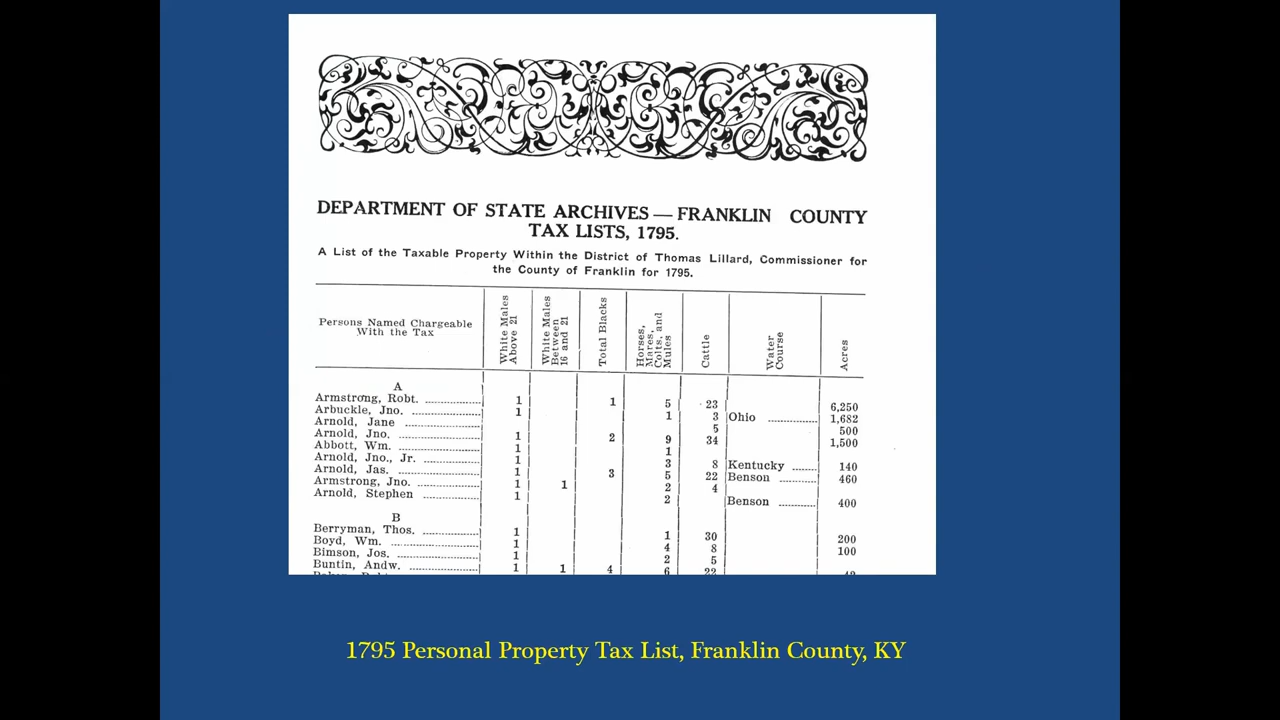 DEPARTMENT OF STATE ARCHIVES — FRANKLIN COUNTY
TAX LISTS, 1795.
A List of the Taxable Property Within the District of Thomas Lillard, Commissioner for
the County of Franklin for 1795.
Persons Named Chargeable
With the Tax
White Males
Above 21
White Males
Between
16 and 21
Total Blacks
Horses,
Mares,
Colts, and
Mules
Cattle
Water
Course
Acres
A
Armstrong, Robt. 1 1 5 23 6,250
Arbuckle, Jno. 1 1 3 Ohio 1,682
Arnold, Jane 5 500
Arnold, Jno. 1 2 9 34 1,500
Abbott, Wm. 1 1
Arnold, Jno., Jr. 1 3 8 Kentucky 140
Arnold, Jas. 1 3 5 22 Benson 460
Armstrong, Jno. 1 1 2 4
Arnold, Stephen 1 2 Benson 400
B
Berryman, Thos. 1 1 30 200
Boyd, Wm. 1 4 8 100
Bimson, Jos. 1 2 5
Buntin, Andw. 1 1 4 6 22
1795 Personal Property Tax List, Franklin County, KY